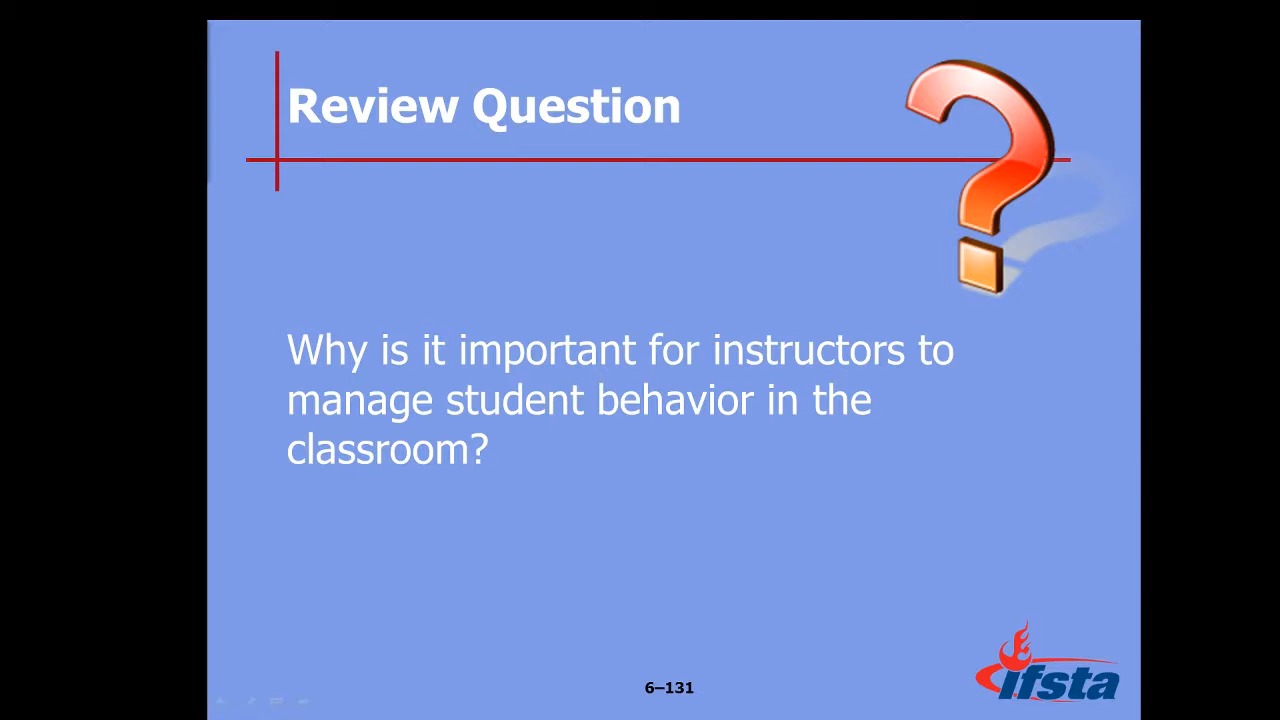 Review Question
Why is it important for instructors to
manage student behavior in the
classroom?
6–131
ifsta